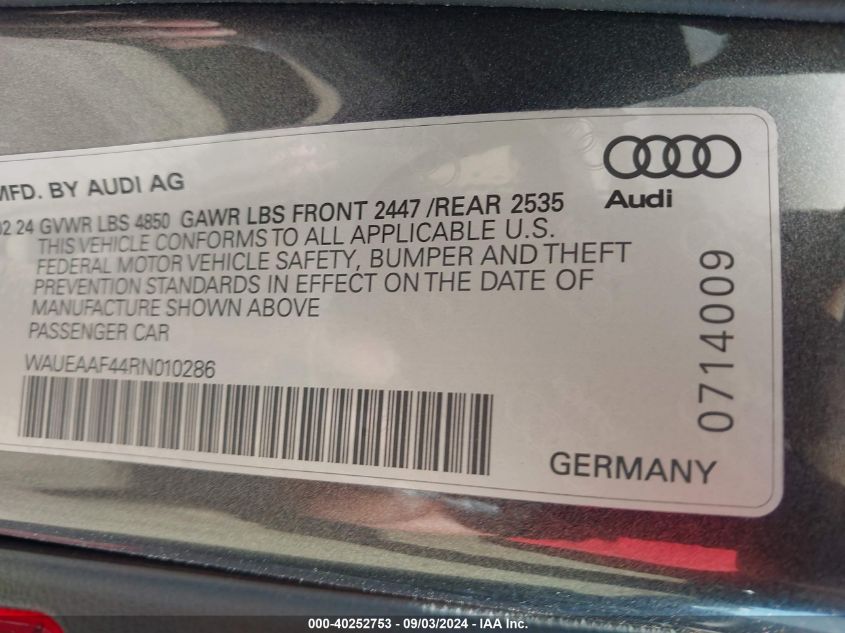 MFD. BY AUDI AG
02 24 GVWR LBS 4850 GAWR LBS FRONT 2447 /REAR 2535
THIS VEHICLE CONFORMS TO ALL APPLICABLE U.S.
FEDERAL MOTOR VEHICLE SAFETY, BUMPER AND THEFT
PREVENTION STANDARDS IN EFFECT ON THE DATE OF
MANUFACTURE SHOWN ABOVE
PASSENGER CAR
WAUEAAF44RN010286
Audi
0714009
GERMANY
000-40252753 - 09/03/2024 - IAA Inc.